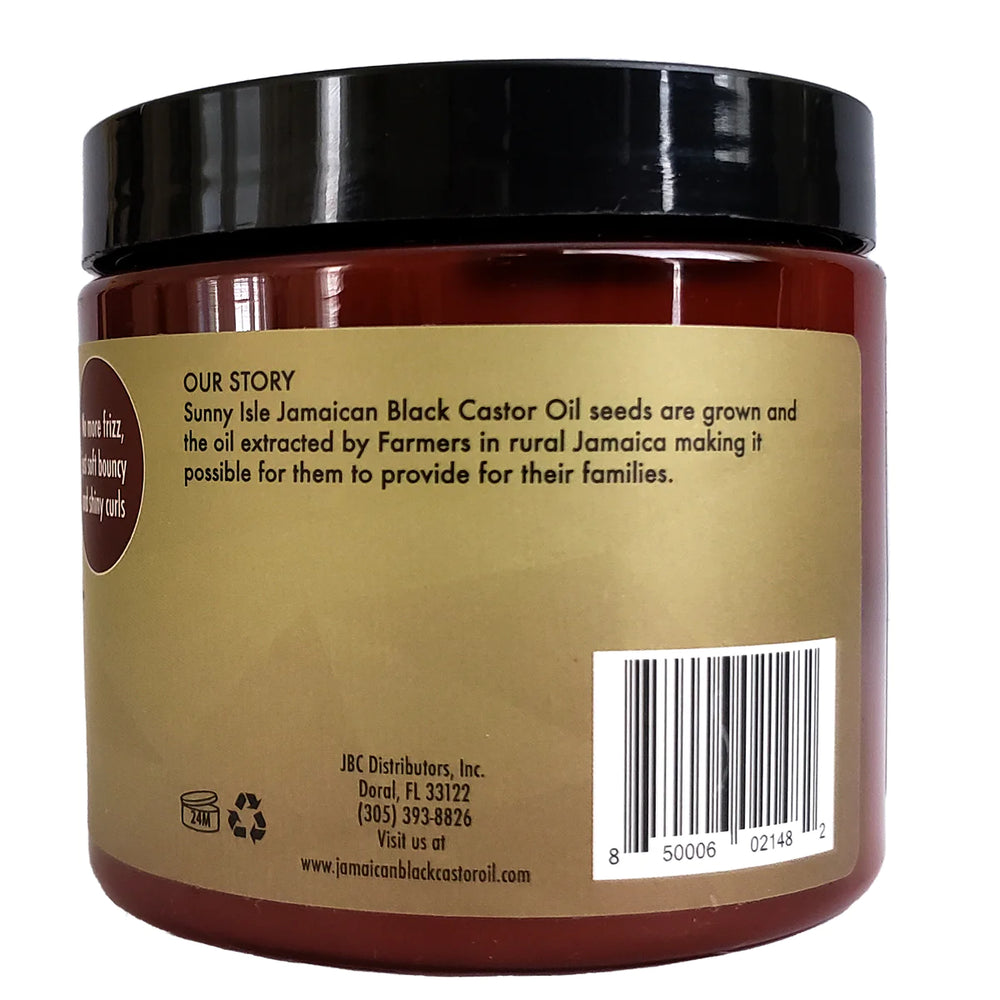 OUR STORY
Sunny Isle Jamaican Black Castor Oil seeds are grown and
the oil extracted by Farmers in rural Jamaica making it
possible for them to provide for their families.
more frizz,
soft bouncy
shiny curls
24M
JBC Distributors, Inc.
Doral, FL 33122
(305) 393-8826
Visit us at
www.jamaicanblackcastoroil.com
8 50006 02148 2